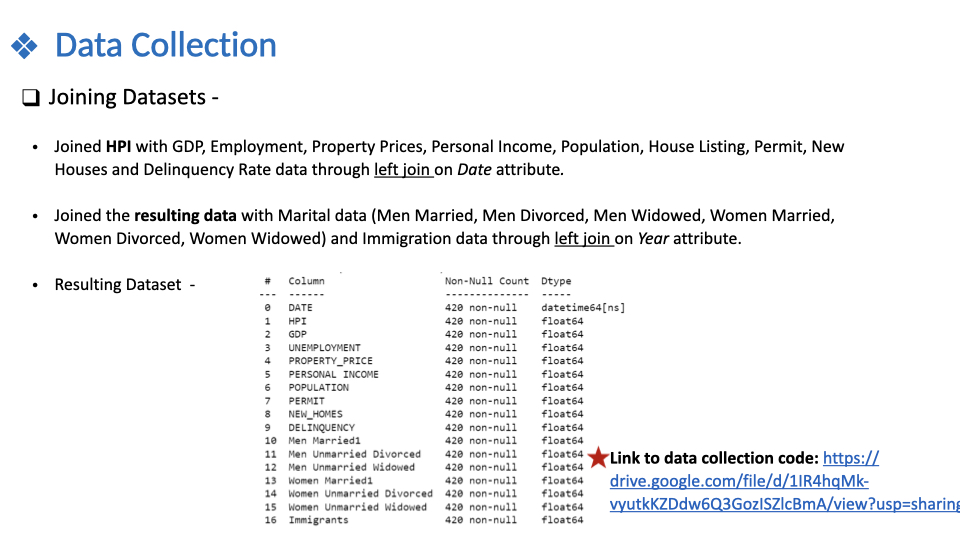 Data Collection
Joining Datasets -
• Joined HPI with GDP, Employment, Property Prices, Personal Income, Population, House Listing, Permit, New
Houses and Delinquency Rate data through left join on Date attribute.
• Joined the resulting data with Marital data (Men Married, Men Divorced, Men Widowed, Women Married,
Women Divorced, Women Widowed) and Immigration data through left join on Year attribute.
• Resulting Dataset -
# Column Non-Null Count Dtype
--- ------ -------------- -----
0 DATE 420 non-null datetime64[ns]
1 HPI 420 non-null float64
2 GDP 420 non-null float64
3 UNEMPLOYMENT 420 non-null float64
4 PROPERTY_PRICE 420 non-null float64
5 PERSONAL INCOME 420 non-null float64
6 POPULATION 420 non-null float64
7 PERMIT 420 non-null float64
8 NEW_HOMES 420 non-null float64
9 DELINQUENCY 420 non-null float64
10 Men Married1 420 non-null float64
11 Men Unmarried Divorced 420 non-null float64
12 Men Unmarried Widowed 420 non-null float64
13 Women Married1 420 non-null float64
14 Women Unmarried Divorced 420 non-null float64
15 Women Unmarried Widowed 420 non-null float64
16 Immigrants 420 non-null float64
Link to data collection code: https://
drive.google.com/file/d/1IR4hqMk-
vyutkKZDdw6Q3GozISZlcBmA/view?usp=sharing